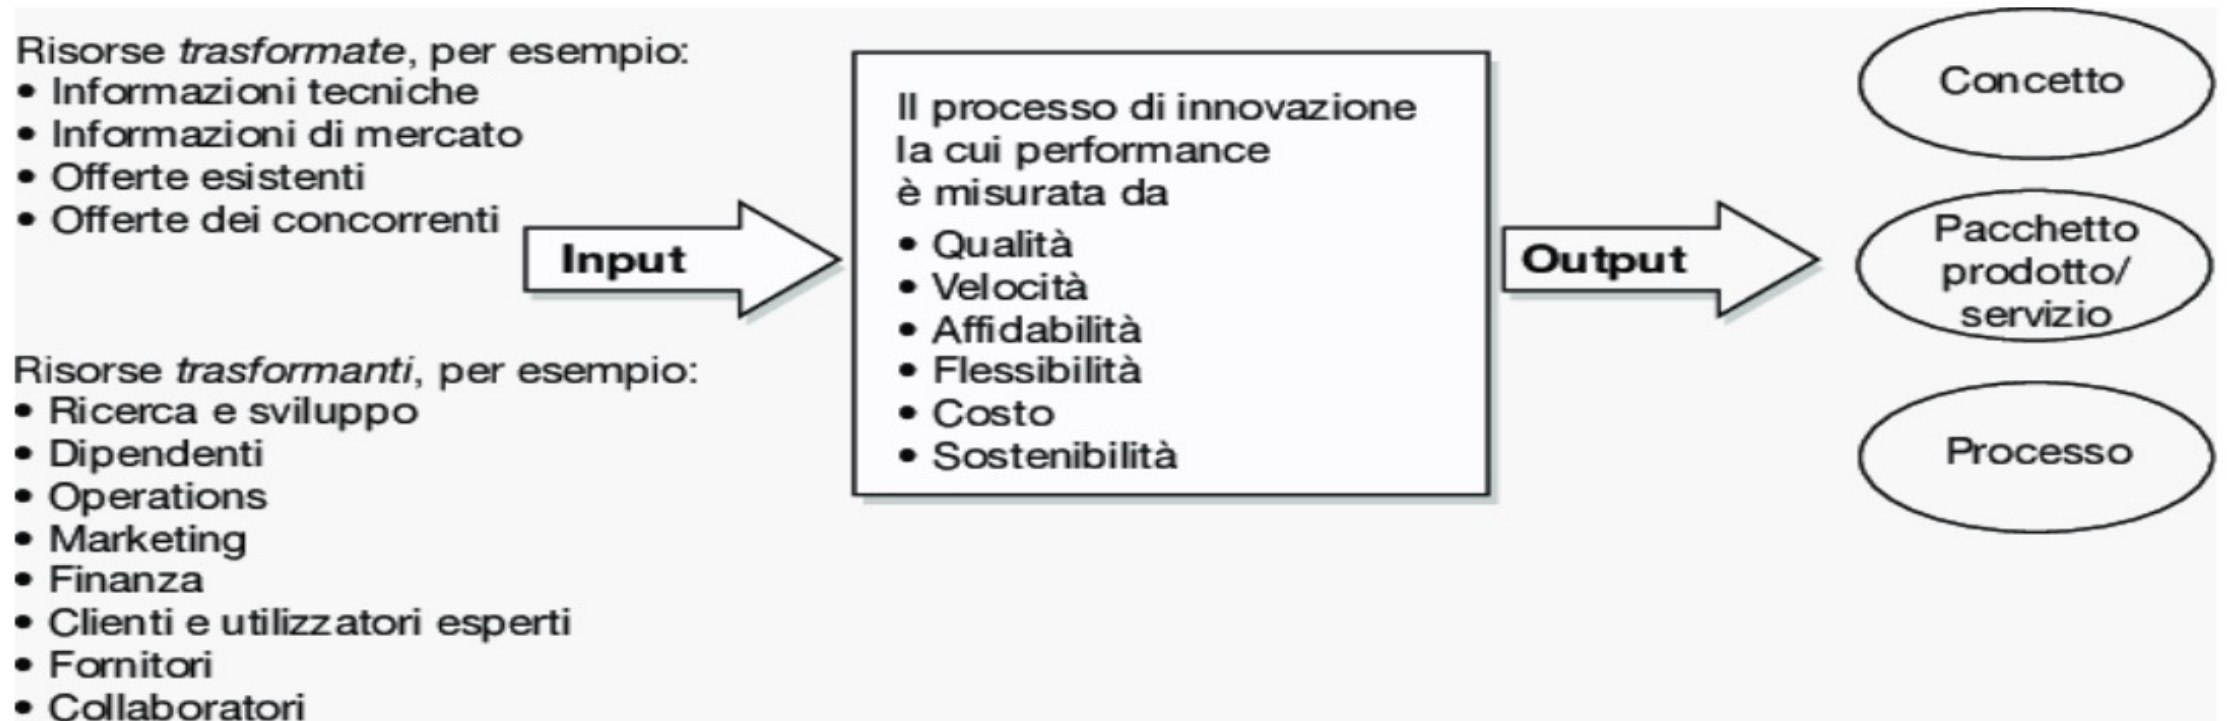 Risorse trasformate, per esempio:
• Informazioni tecniche
• Informazioni di mercato
• Offerte esistenti
• Offerte dei concorrenti
Risorse trasformanti, per esempio:
• Ricerca e sviluppo
• Dipendenti
• Operations
• Marketing
• Finanza
• Clienti e utilizzatori esperti
• Fornitori
• Collaboratori
Input
Il processo di innovazione
la cui performance
è misurata da
• Qualità
• Velocità
• Affidabilità
• Flessibilità
• Costo
• Sostenibilità
Output
Concetto
Pacchetto
prodotto/
servizio
Processo